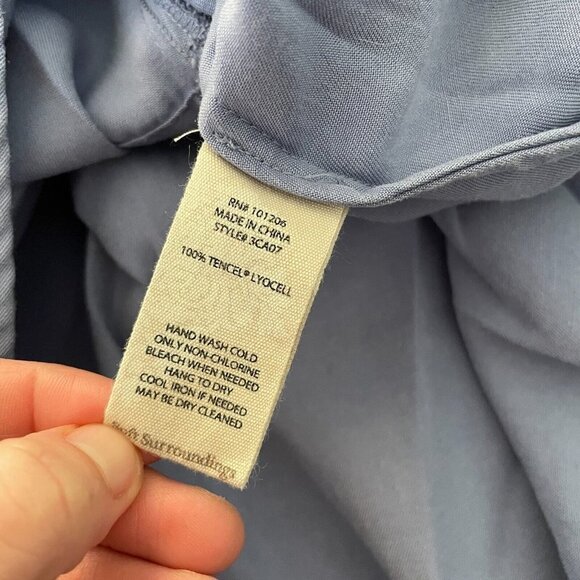 RN# 101206
MADE IN CHINA
STYLE# 3CA07
100% TENCEL® LYOCELL
HAND WASH COLD
ONLY NON-CHLORINE
BLEACH WHEN NEEDED
HANG TO DRY
COOL IRON IF NEEDED
MAY BE DRY CLEANED
Soft Surroundings